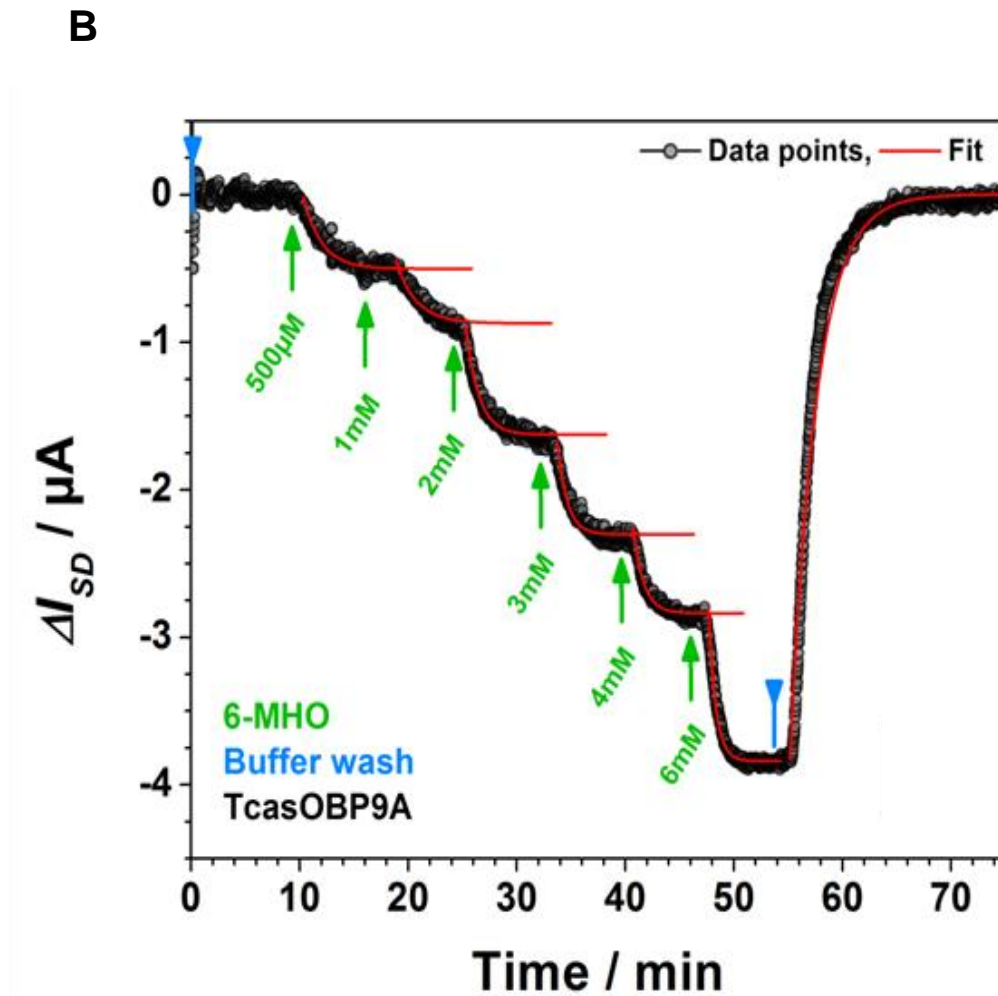 B
Data points, Fit
0
-1
-2
-3
-4
ΔI_SD / µA
500µM
1mM
2mM
3mM
4mM
6mM
6-MHO
Buffer wash
TcasOBP9A
0 10 20 30 40 50 60 70
Time / min